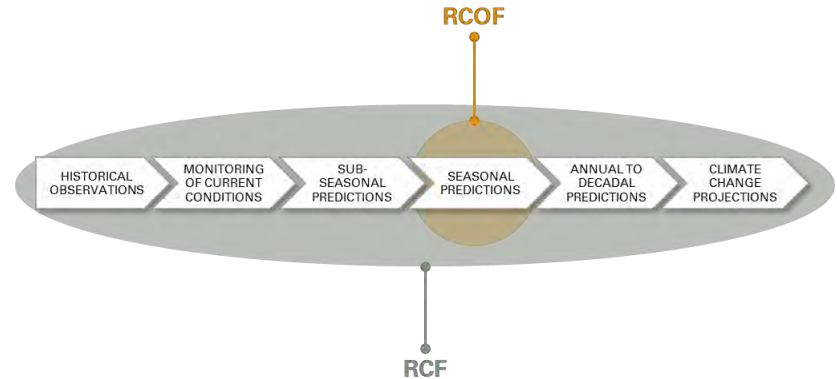 RCOF
HISTORICAL
OBSERVATIONS
MONITORING
OF CURRENT
CONDITIONS
SUB-
SEASONAL
PREDICTIONS
SEASONAL
PREDICTIONS
ANNUAL TO
DECADAL
PREDICTIONS
CLIMATE
CHANGE
PROJECTIONS
RCF